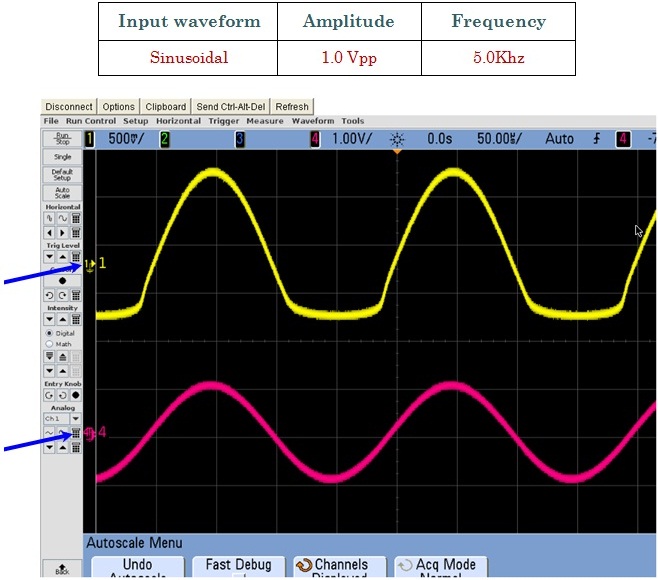 Input waveform Amplitude Frequency
Sinusoidal 1.0 Vpp 5.0Khz
Disconnect Options Clipboard Send Ctrl-Alt-Del Refresh
File Run Control Setup Horizontal Trigger Measure Waveform Tools
Run Stop
1 500m/ 2 3 4 1.00V/ 0.0s 50.00 Auto 4
Single
Default Setup
Auto Scale
Horizontal
Trig Level
1
Intensity
Digital
Math
Entry Knob
Analog
Ch 1
4
Autoscale Menu
Back
Undo Autoscale Fast Debug Channels Displayed Acq Mode Normal